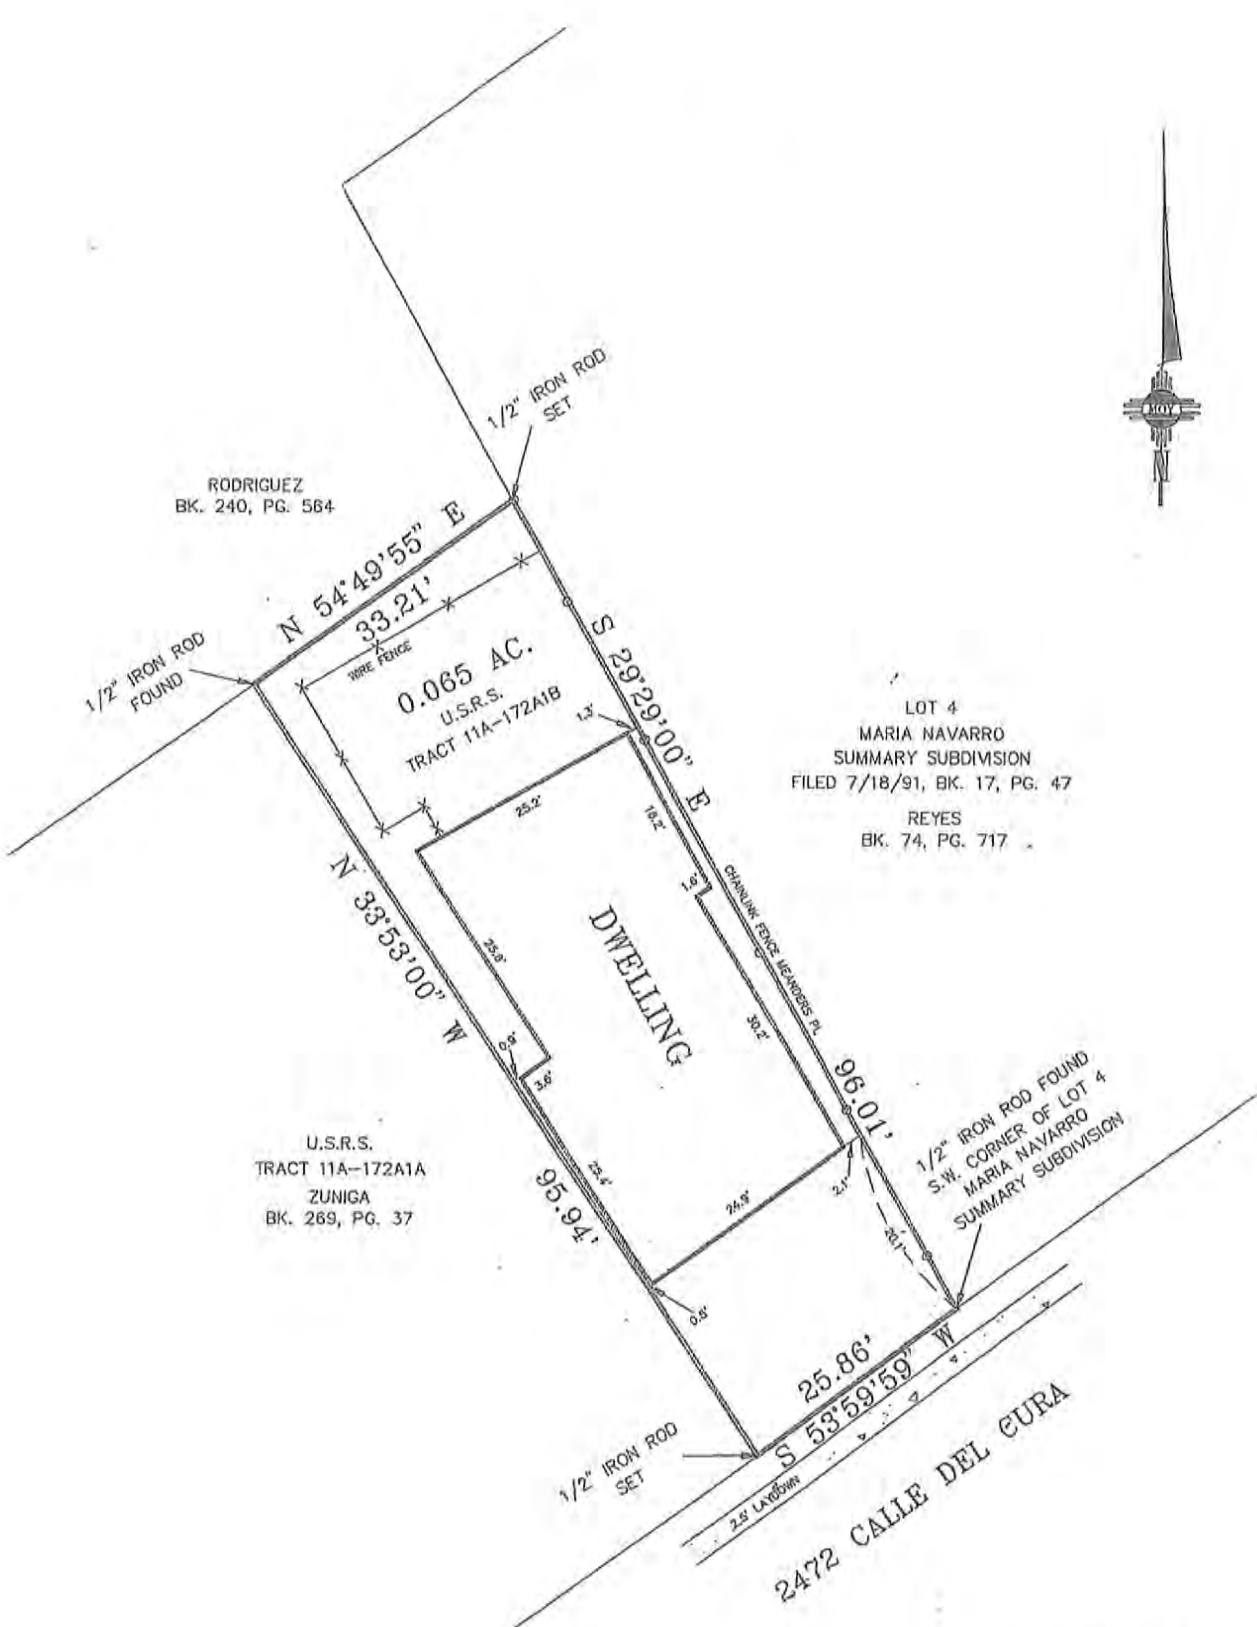 1/2" IRON ROD
SET
MOY
N
RODRIGUEZ
BK. 240, PG. 584
N 54°49'55" E
33.21'
WIRE FENCE
1/2" IRON ROD
FOUND
0.065 AC.
U.S.R.S.
TRACT 11A-172A1B
S 29°29'00" E
96.01'
LOT 4
MARIA NAVARRO
SUMMARY SUBDIVISION
FILED 7/18/91, BK. 17, PG. 47
REYES
BK. 74, PG. 717
1.3'
25.2'
18.2'
CHAINLINK FENCE MEANDERS PL
N 33°53'00" W
95.94'
DWELLING
25.8'
30.2'
0.9'
3.6'
24.9'
2.1'
20.1'
0.5'
1/2" IRON ROD FOUND
S.W. CORNER OF LOT 4
MARIA NAVARRO
SUMMARY SUBDIVISION
U.S.R.S.
TRACT 11A-172A1A
ZUNIGA
BK. 269, PG. 37
25.86'
S 53°59'59" W
1/2" IRON ROD
SET
2.5' LAYDOWN
2472 CALLE DEL CURA